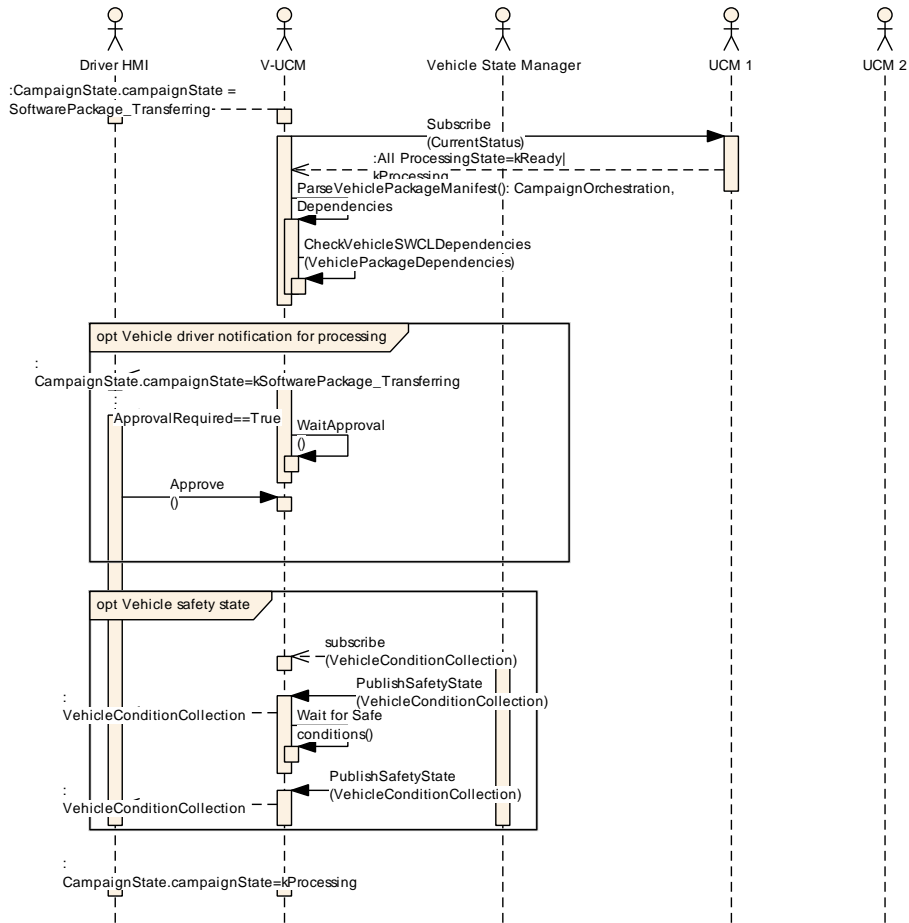 Driver HMI
V-UCM
Vehicle State Manager
UCM 1
UCM 2
:CampaignState.campaignState =
SoftwarePackage_Transferring
Subscribe
(CurrentStatus)
:All ProcessingState=kReady|
kProcessing
ParseVehiclePackageManifest(): CampaignOrchestration,
Dependencies
CheckVehicleSWCLDependencies
(VehiclePackageDependencies)
opt Vehicle driver notification for processing
:
CampaignState.campaignState=kSoftwarePackage_Transferring
:
ApprovalRequired==True
WaitApproval
()
Approve
()
opt Vehicle safety state
subscribe
(VehicleConditionCollection)
PublishSafetyState
(VehicleConditionCollection)
:
VehicleConditionCollection
Wait for Safe
conditions()
PublishSafetyState
(VehicleConditionCollection)
:
VehicleConditionCollection
:
CampaignState.campaignState=kProcessing